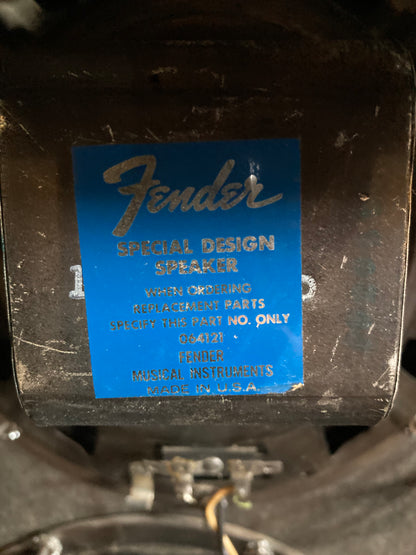 Fender
SPECIAL DESIGN
SPEAKER
WHEN ORDERING
REPLACEMENT PARTS
SPECIFY THIS PART NO. ONLY
064121
FENDER
MUSICAL INSTRUMENTS
MADE IN U.S.A.